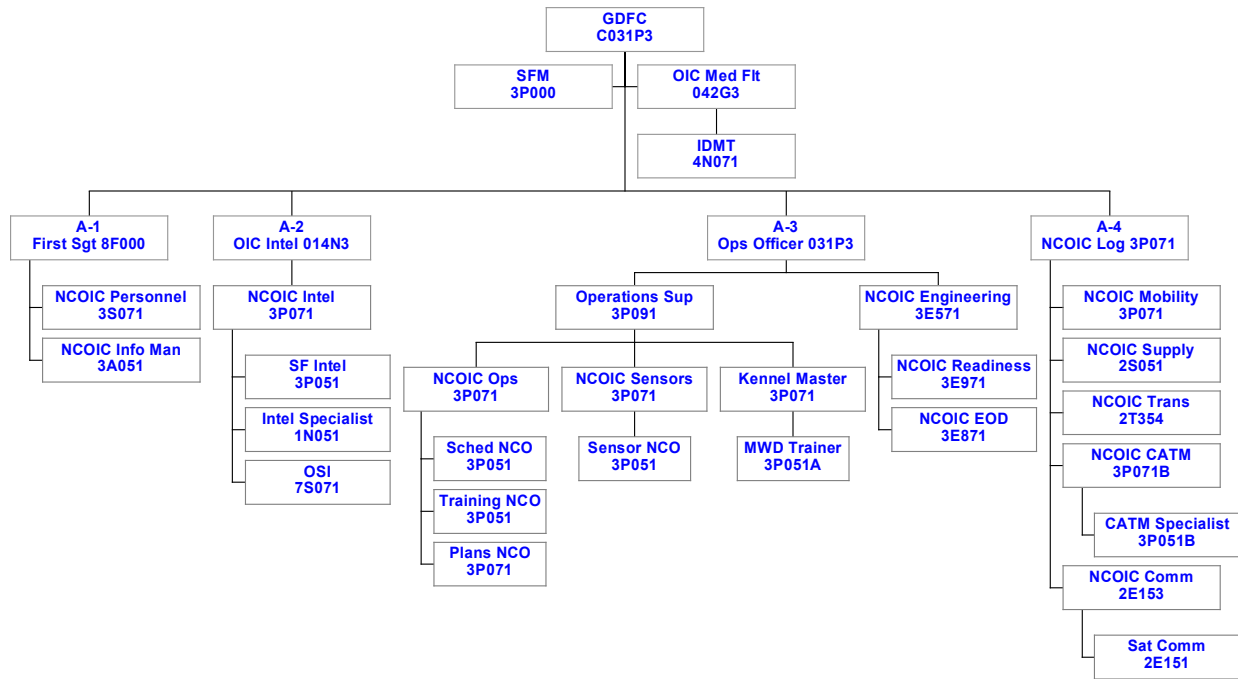 GDFC
C031P3
SFM
3P000
OIC Med Flt
042G3
IDMT
4N071
A-1
First Sgt 8F000
NCOIC Personnel
3S071
NCOIC Info Man
3A051
A-2
OIC Intel 014N3
NCOIC Intel
3P071
SF Intel
3P051
Intel Specialist
1N051
OSI
7S071
A-3
Ops Officer 031P3
Operations Sup
3P091
NCOIC Ops
3P071
Sched NCO
3P051
Training NCO
3P051
Plans NCO
3P071
NCOIC Sensors
3P071
Sensor NCO
3P051
Kennel Master
3P071
MWD Trainer
3P051A
NCOIC Engineering
3E571
NCOIC Readiness
3E971
NCOIC EOD
3E871
A-4
NCOIC Log 3P071
NCOIC Mobility
3P071
NCOIC Supply
2S051
NCOIC Trans
2T354
NCOIC CATM
3P071B
CATM Specialist
3P051B
NCOIC Comm
2E153
Sat Comm
2E151